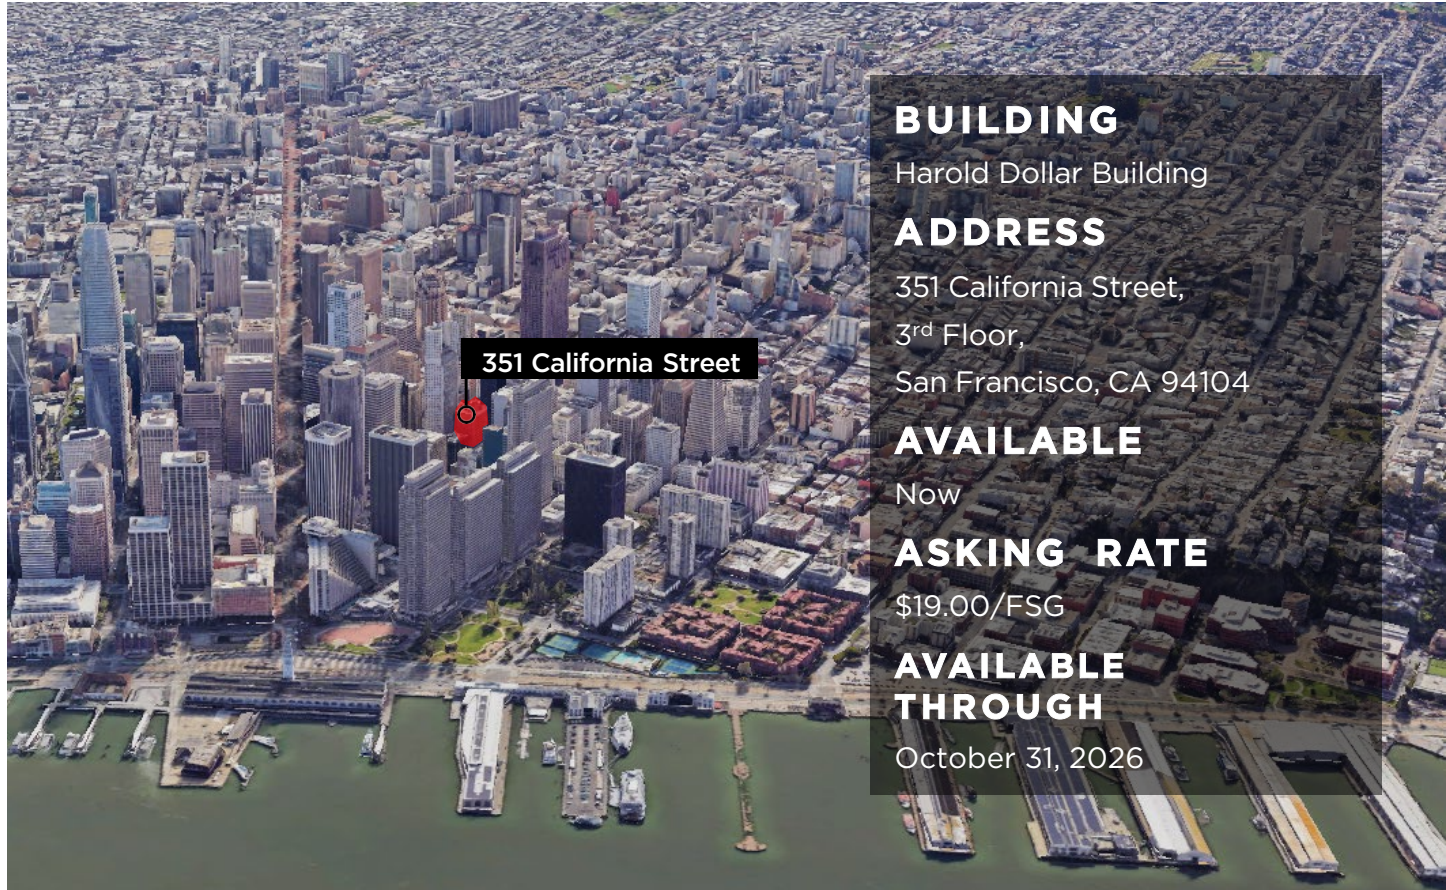 351 California Street
BUILDING
Harold Dollar Building
ADDRESS
351 California Street,
3rd Floor,
San Francisco, CA 94104
AVAILABLE
Now
ASKING RATE
$19.00/FSG
AVAILABLE
THROUGH
October 31, 2026